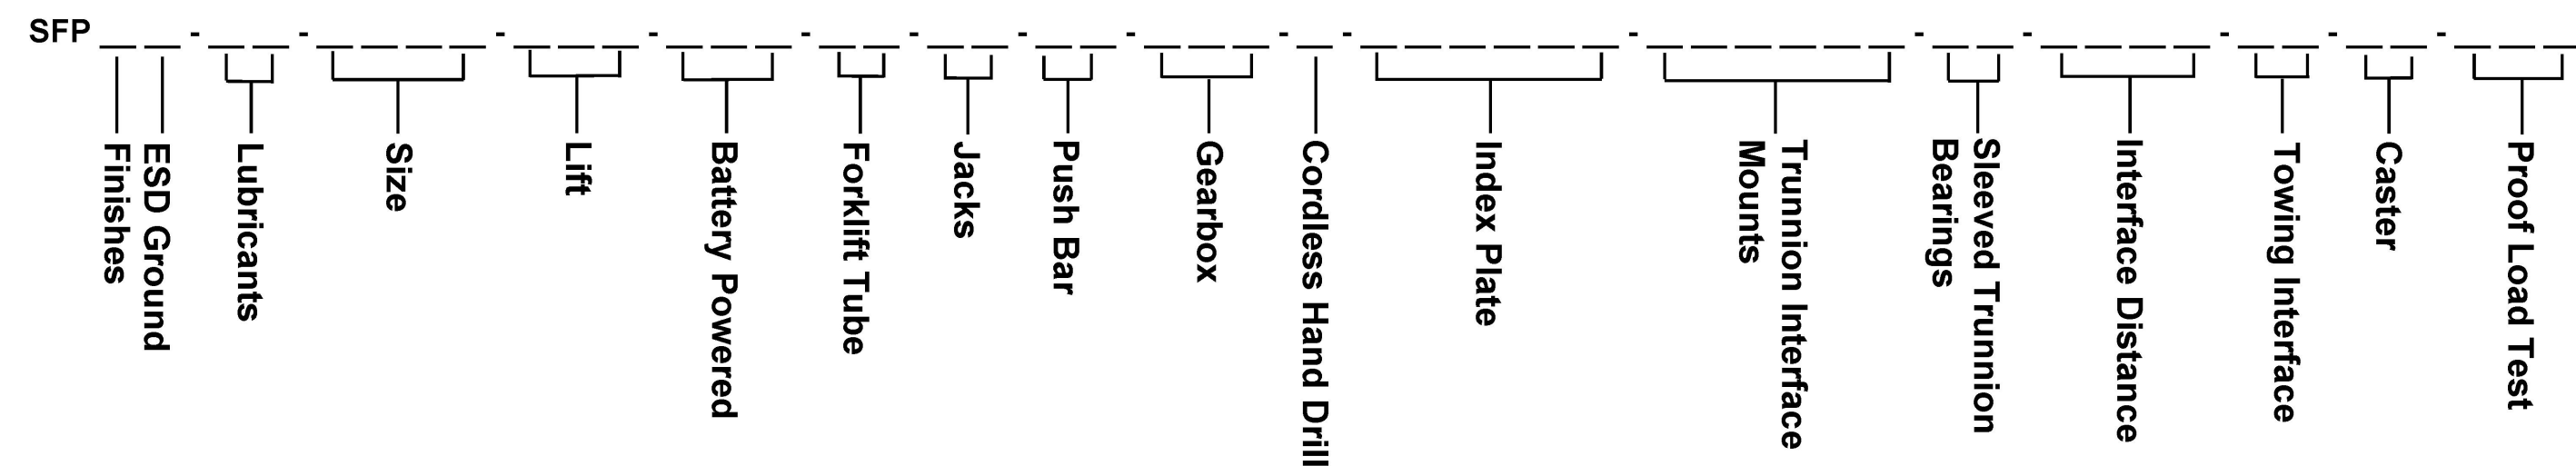 SFP _ _ - _ _ - _ _ _ _ - _ _ _ - _ _ _ - _ _ - _ _ - _ _ - _ _ _ - _ - _ _ _ _ _ _ - _ _ _ _ _ _ - _ _ - _ _ _ _ - _ _ - _ _ - _ _ _
Finishes
ESD Ground
Lubricants
Size
Lift
Battery Powered
Forklift Tube
Jacks
Push Bar
Gearbox
Cordless Hand Drill
Index Plate
Trunnion Interface
Mounts
Sleeved Trunnion
Bearings
Interface Distance
Towing Interface
Caster
Proof Load Test